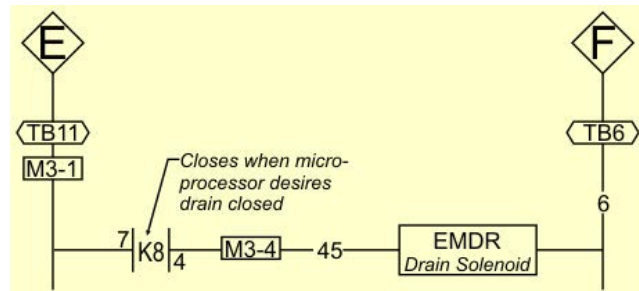 E
F
TB11
TB6
M3-1
Closes when micro-
processor desires
drain closed
6
7
K8
4
M3-4
45
EMDR
Drain Solenoid